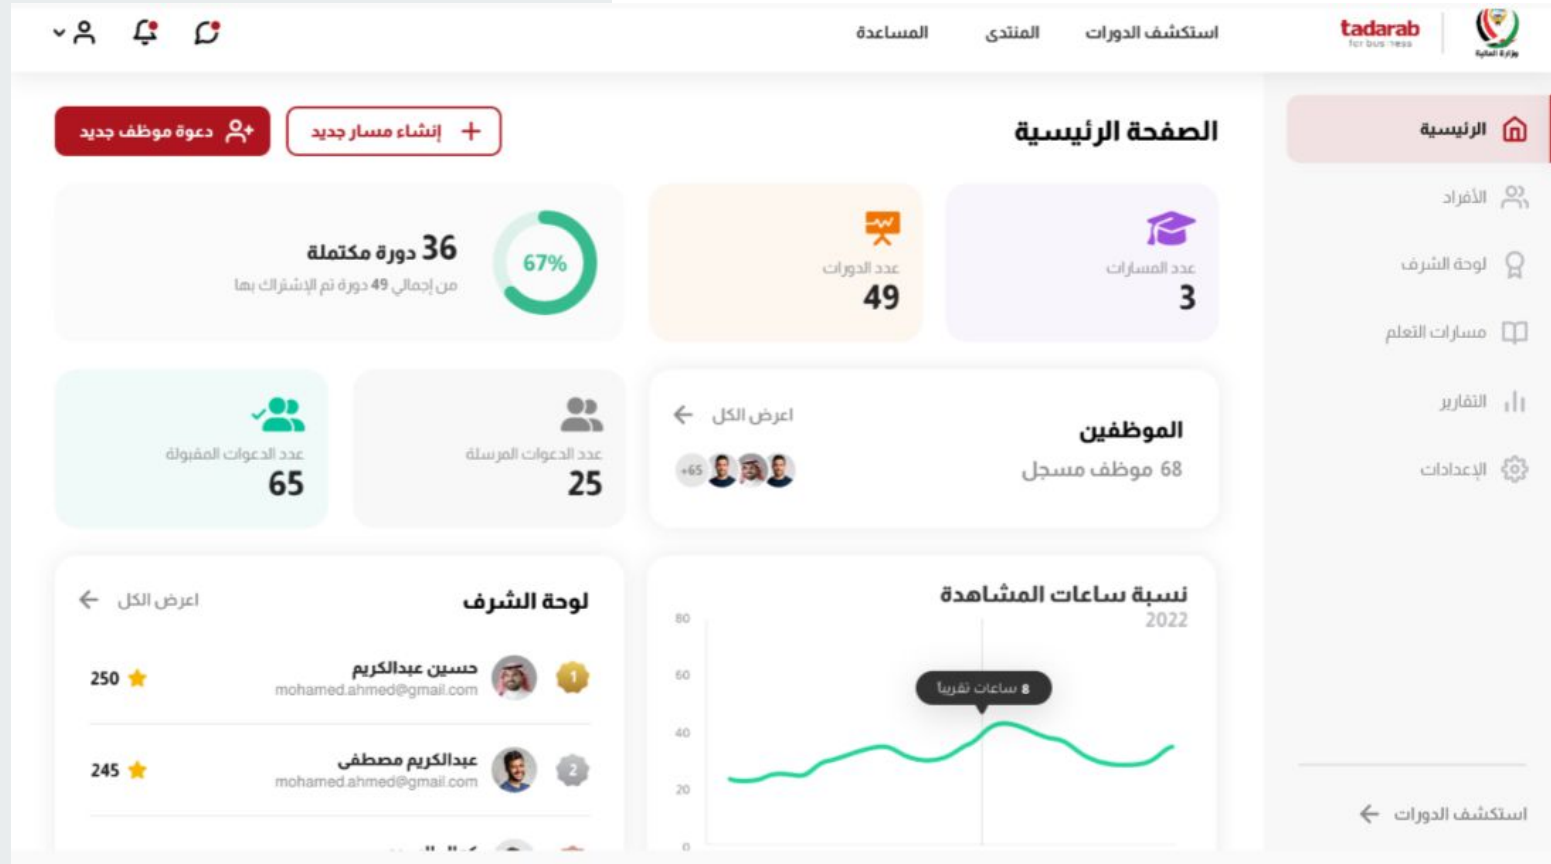 وزارة المالية
tadarab
for business
استكشف الدورات
المنتدى
المساعدة
الرئيسية
الأفراد
لوحة الشرف
مسارات التعلم
التقارير
الإعدادات
استكشف الدورات
الصفحة الرئيسية
إنشاء مسار جديد
دعوة موظف جديد
عدد المسارات
3
عدد الدورات
49
67%
36 دورة مكتملة
من إجمالي 49 دورة تم الإشتراك بها
الموظفين
68 موظف مسجل
اعرض الكل
+65
عدد الدعوات المرسلة
25
عدد الدعوات المقبولة
65
نسبة ساعات المشاهدة
2022
80
60
40
20
0
8 ساعات تقريباً
لوحة الشرف
اعرض الكل
1
حسين عبدالكريم
mohamed.ahmed@gmail.com
250
2
عبدالكريم مصطفى
mohamed.ahmed@gmail.com
245